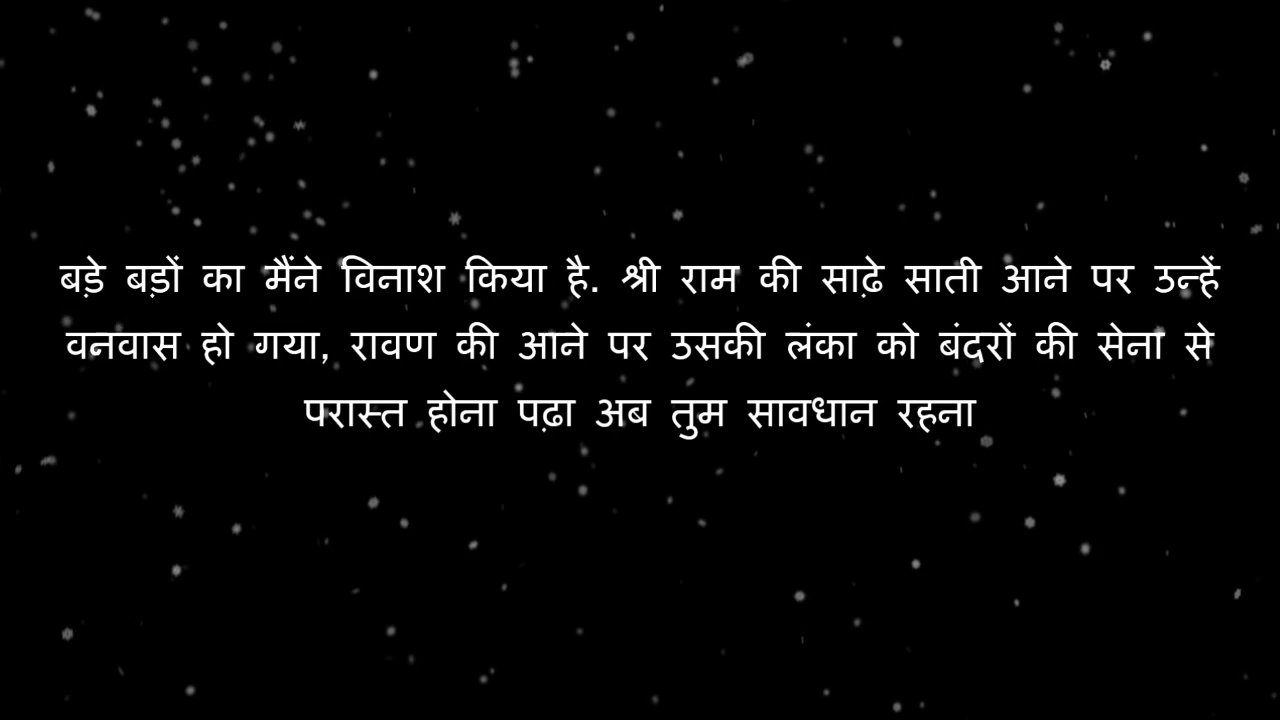 बड़े बड़ों का मैंने विनाश किया है. श्री राम की साढ़े साती आने पर उन्हें
वनवास हो गया, रावण की आने पर उसकी लंका को बंदरों की सेना से
परास्त होना पढ़ा अब तुम सावधान रहना